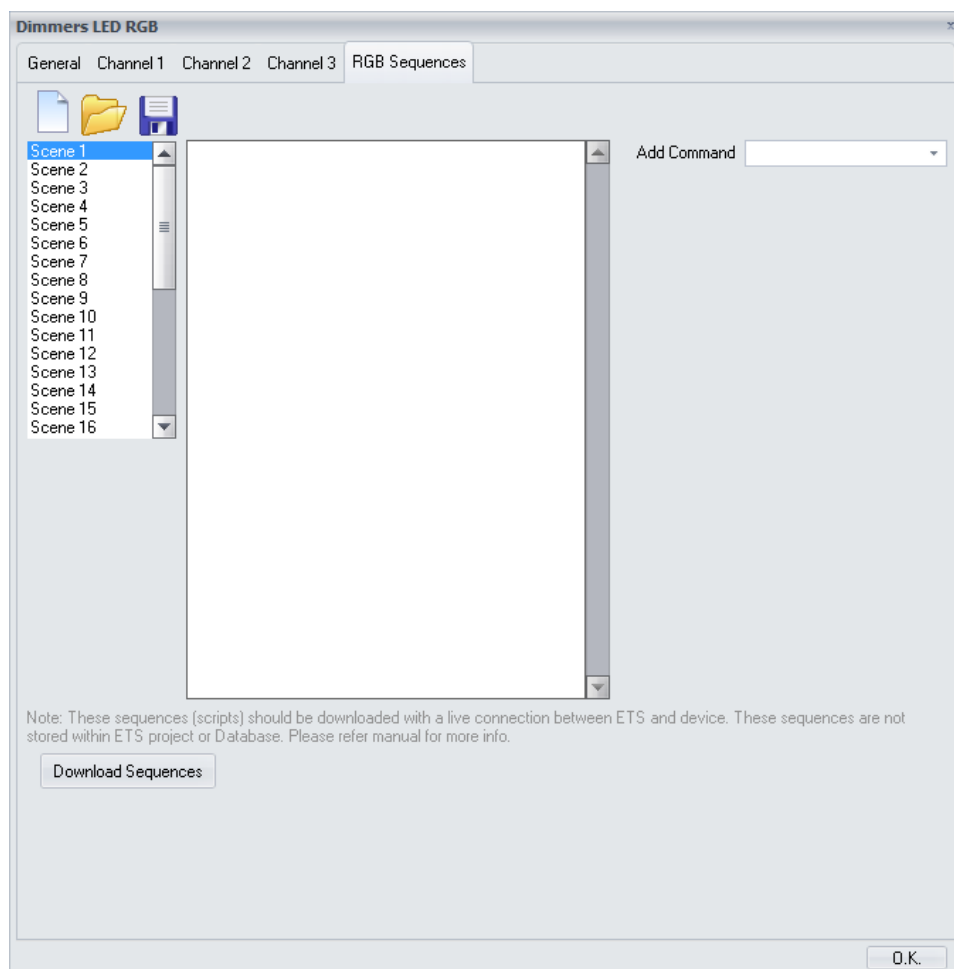 Dimmers LED RGB
General Channel 1 Channel 2 Channel 3 RGB Sequences
Scene 1
Scene 2
Scene 3
Scene 4
Scene 5
Scene 6
Scene 7
Scene 8
Scene 9
Scene 10
Scene 11
Scene 12
Scene 13
Scene 14
Scene 15
Scene 16
Add Command
Note: These sequences (scripts) should be downloaded with a live connection between ETS and device. These sequences are not
stored within ETS project or Database. Please refer manual for more info.
Download Sequences
O.K.